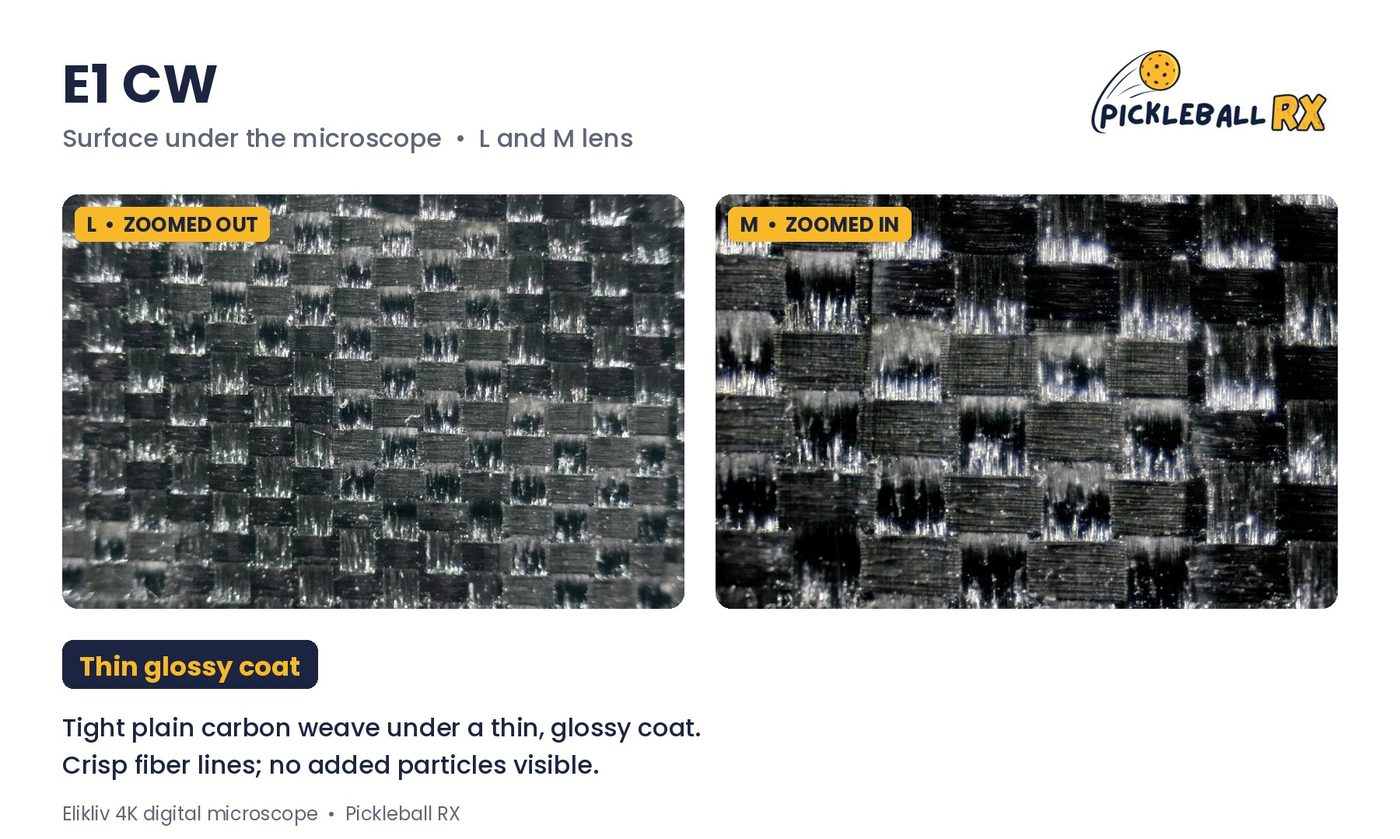 E1 CW
Surface under the microscope • L and M lens
PICKLEBALL RX
L • ZOOMED OUT
M • ZOOMED IN
Thin glossy coat
Tight plain carbon weave under a thin, glossy coat.
Crisp fiber lines; no added particles visible.
Elikliv 4K digital microscope • Pickleball RX